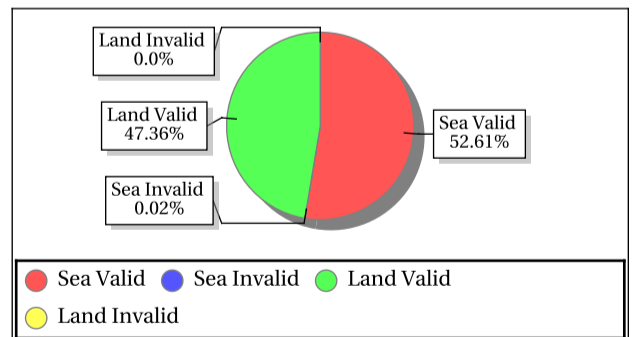 Land Invalid
0.0%
Land Valid
47.36%
Sea Valid
52.61%
Sea Invalid
0.02%
Sea Valid Sea Invalid Land Valid
Land Invalid